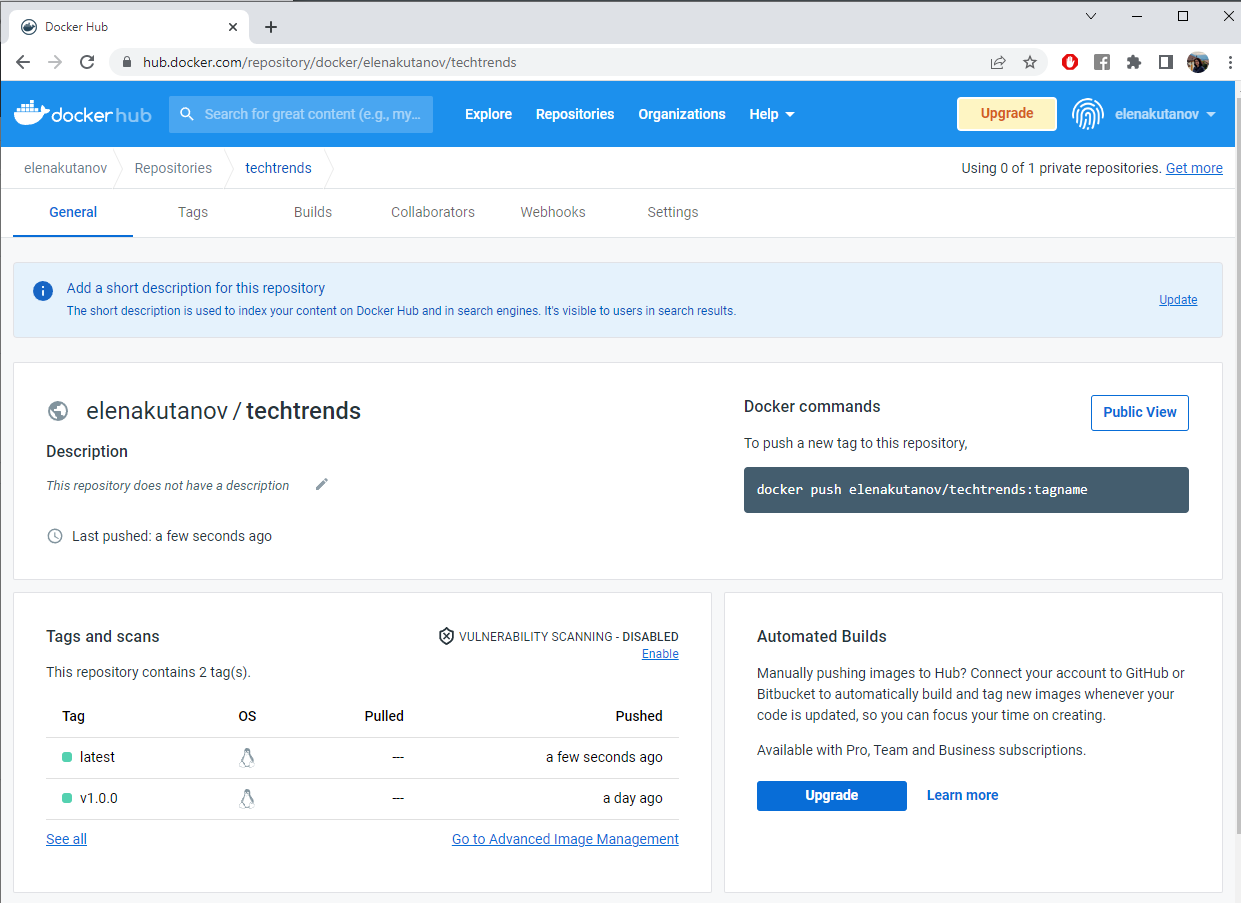 Docker Hub
hub.docker.com/repository/docker/elenakutanov/techtrends
docker hub
Search for great content (e.g., my...
Explore
Repositories
Organizations
Help
Upgrade
elenakutanov
elenakutanov
Repositories
techtrends
Using 0 of 1 private repositories. Get more
General
Tags
Builds
Collaborators
Webhooks
Settings
Add a short description for this repository
The short description is used to index your content on Docker Hub and in search engines. It's visible to users in search results.
Update
elenakutanov / techtrends
Description
This repository does not have a description
Last pushed: a few seconds ago
Docker commands
Public View
To push a new tag to this repository,
docker push elenakutanov/techtrends:tagname
Tags and scans
VULNERABILITY SCANNING - DISABLED
Enable
This repository contains 2 tag(s).
Tag OS Pulled Pushed
latest --- a few seconds ago
v1.0.0 --- a day ago
See all
Go to Advanced Image Management
Automated Builds
Manually pushing images to Hub? Connect your account to GitHub or
Bitbucket to automatically build and tag new images whenever your
code is updated, so you can focus your time on creating.
Available with Pro, Team and Business subscriptions.
Upgrade
Learn more